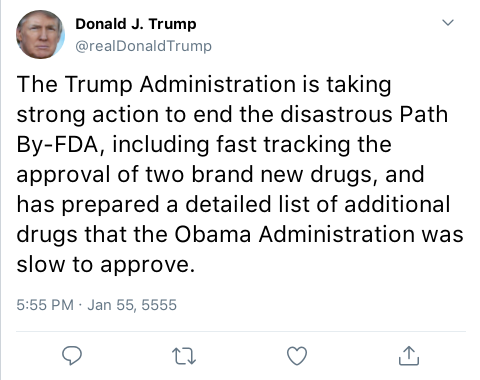 Donald J. Trump
@realDonaldTrump
The Trump Administration is taking
strong action to end the disastrous Path
By-FDA, including fast tracking the
approval of two brand new drugs, and
has prepared a detailed list of additional
drugs that the Obama Administration was
slow to approve.
5:55 PM · Jan 55, 5555